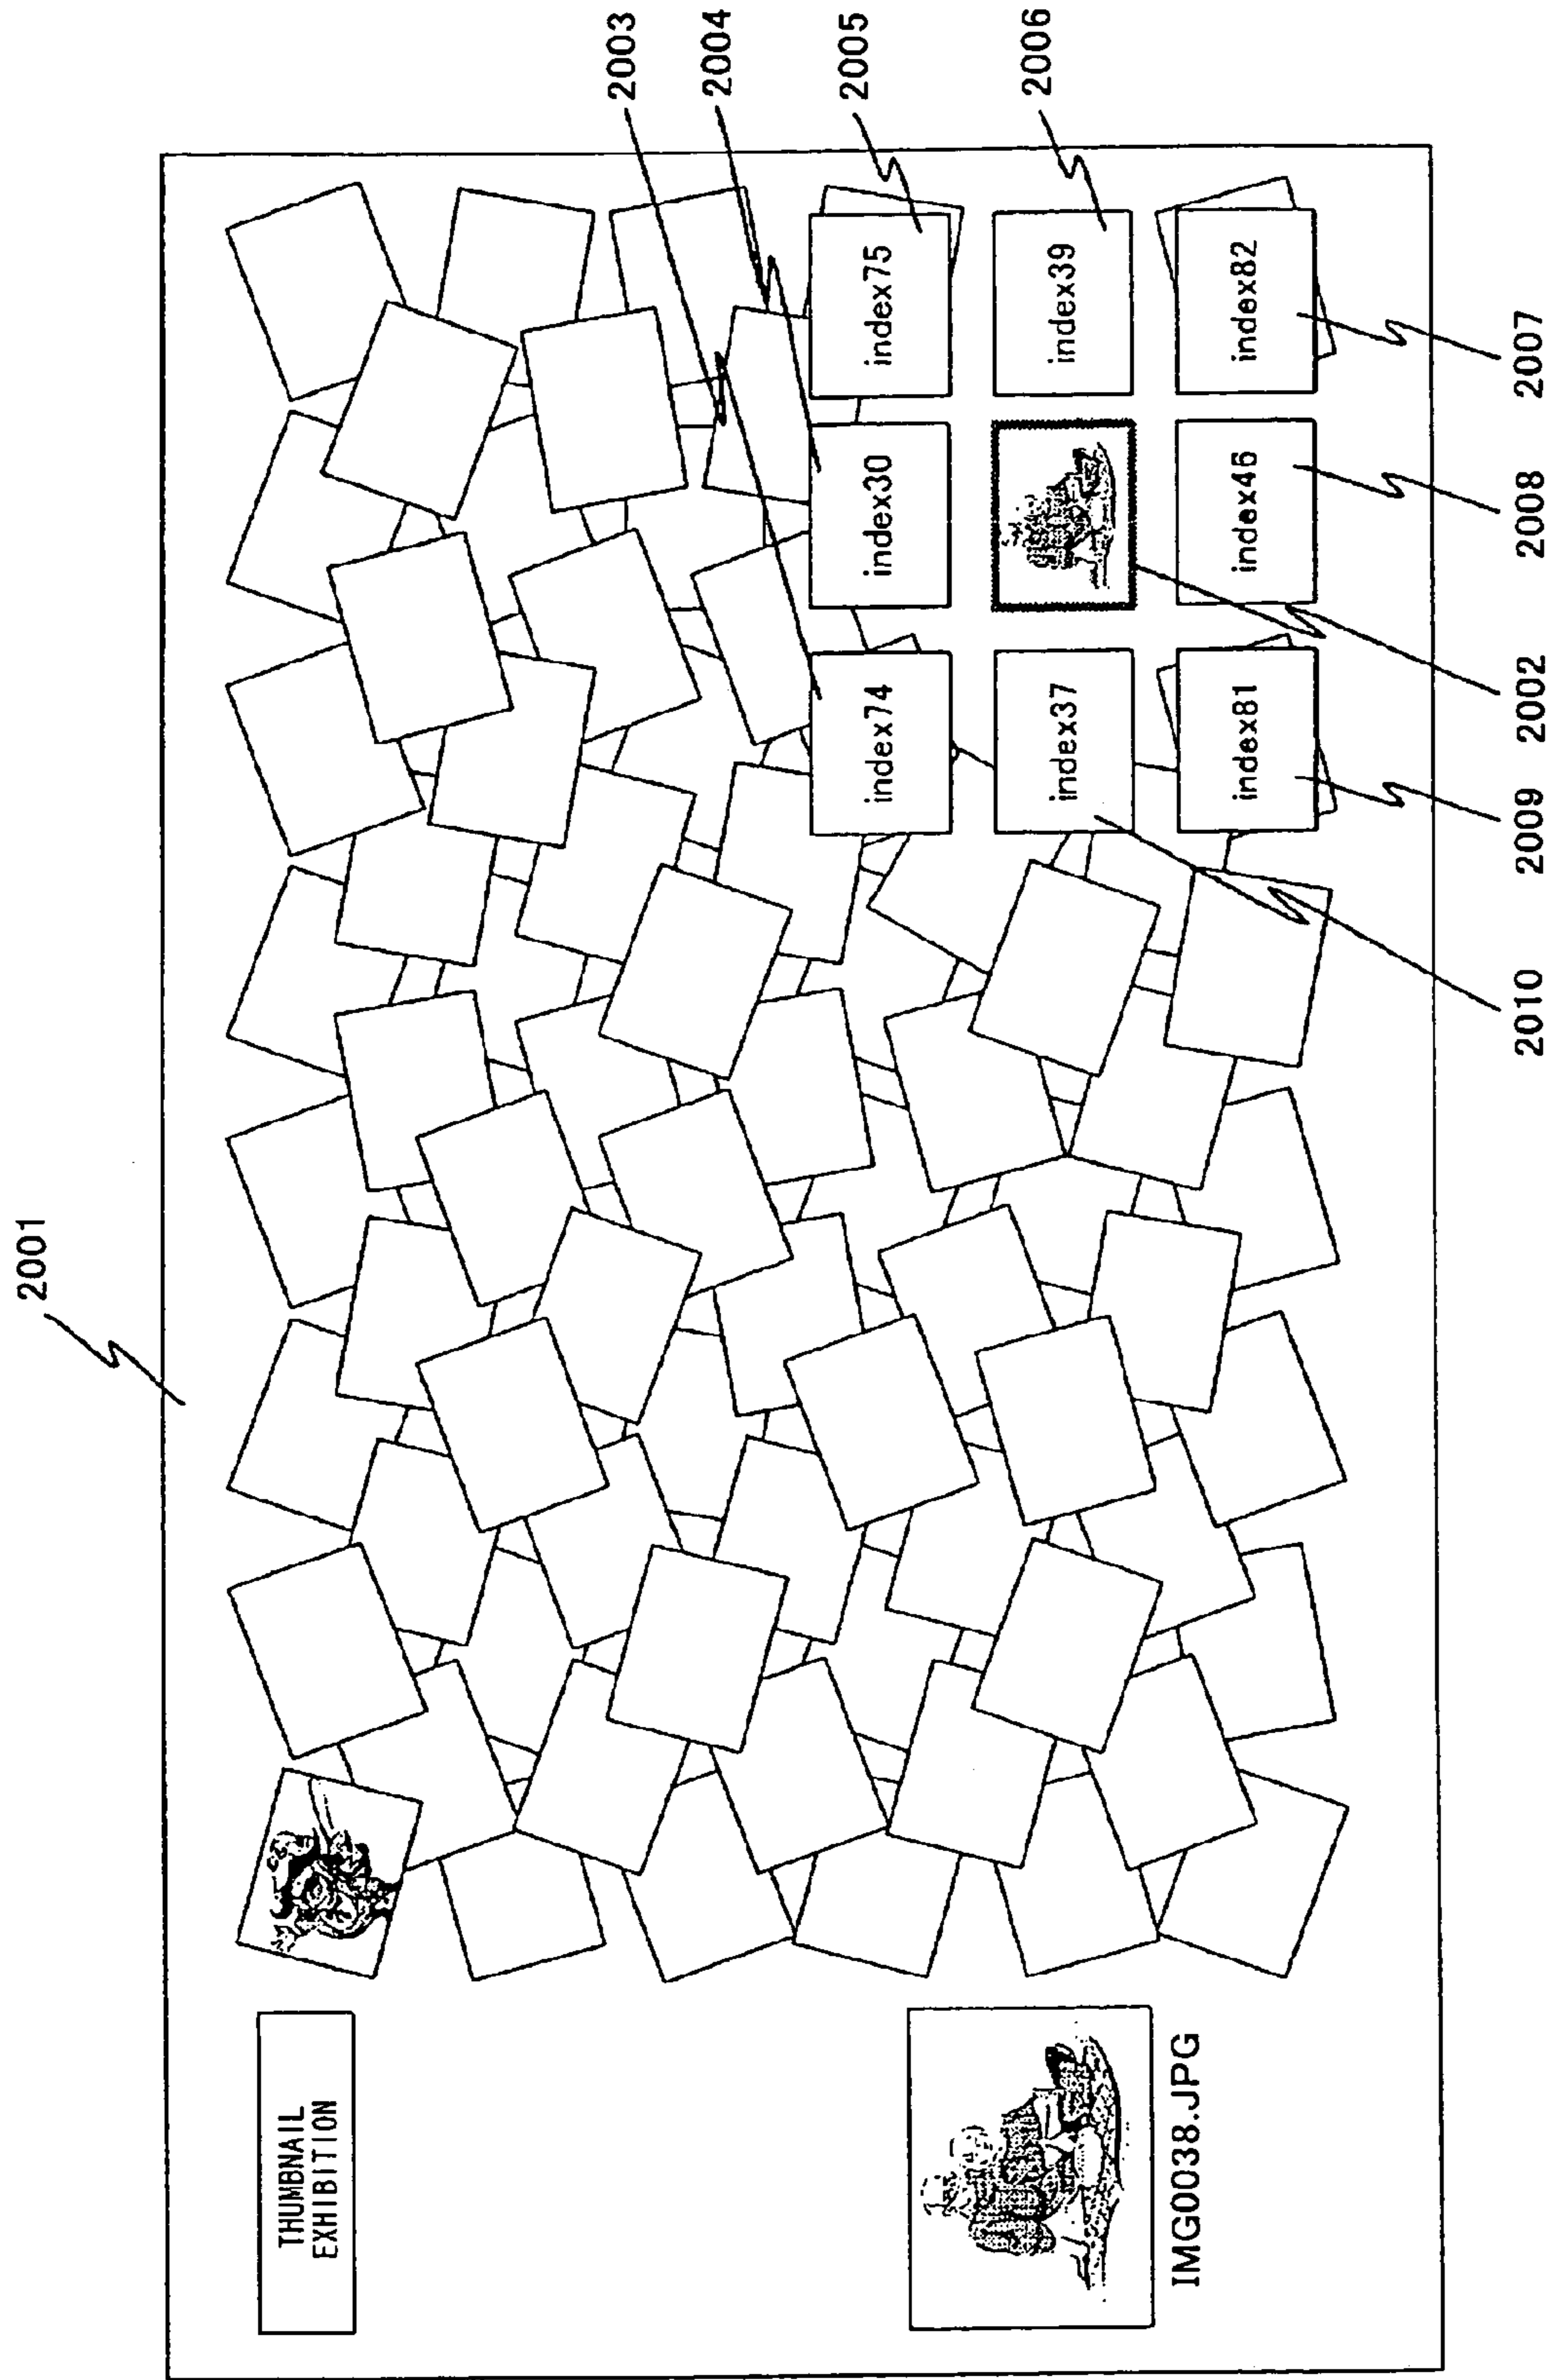 2001
THUMBNAIL
EXHIBITION
2003
2004
2005
2006
index74
index30
index75
index37
index39
index81
index46
index82
IMG0038.JPG
2010
2009
2002
2008
2007